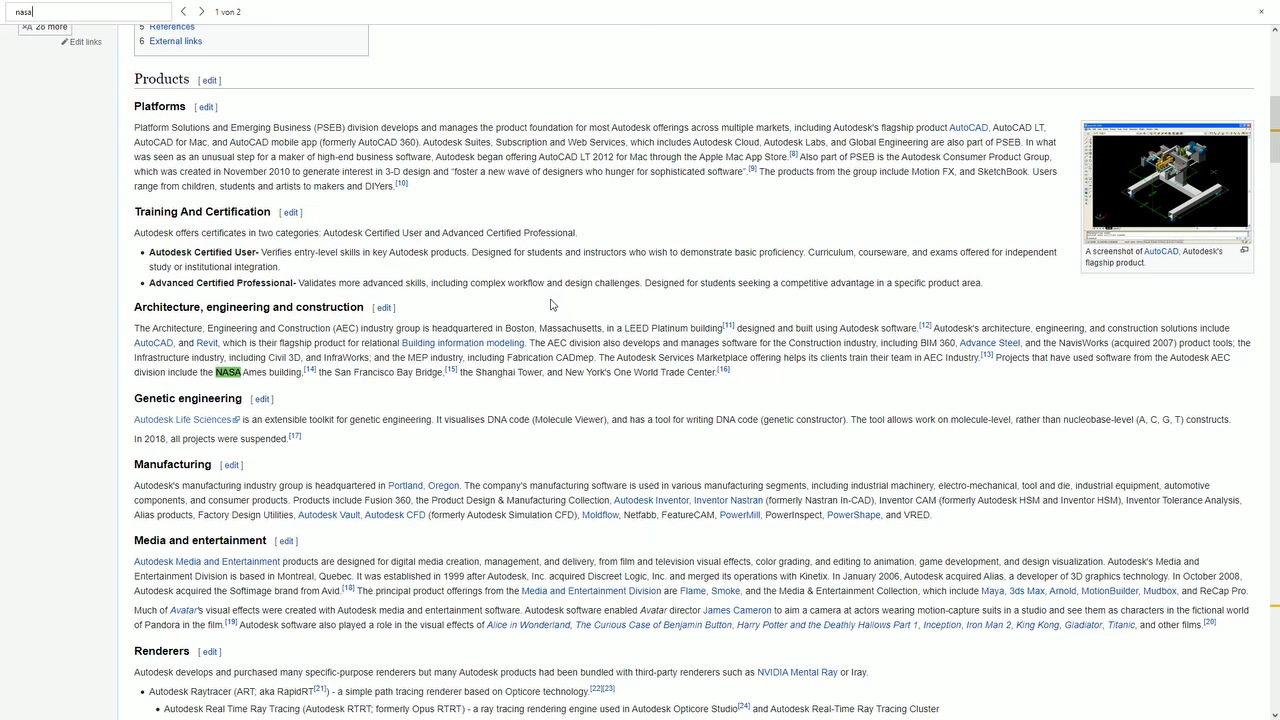 nasa
1 von 2
28 more
Edit links
5 References
6 External links
Products [ edit ]
Platforms [ edit ]
Platform Solutions and Emerging Business (PSEB) division develops and manages the product foundation for most Autodesk offerings across multiple markets, including Autodesk's flagship product AutoCAD, AutoCAD LT,
AutoCAD for Mac, and AutoCAD mobile app (formerly AutoCAD 360). Autodesk Suites, Subscription and Web Services, which includes Autodesk Cloud, Autodesk Labs, and Global Engineering are also part of PSEB. In what
was seen as an unusual step for a maker of high-end business software, Autodesk began offering AutoCAD LT 2012 for Mac through the Apple Mac App Store.[8] Also part of PSEB is the Autodesk Consumer Product Group,
which was created in November 2010 to generate interest in 3-D design and "foster a new wave of designers who hunger for sophisticated software".[9] The products from the group include Motion FX, and SketchBook. Users
range from children, students and artists to makers and DIYers.[10]
A screenshot of AutoCAD, Autodesk's
flagship product.
Training And Certification [ edit ]
Autodesk offers certificates in two categories: Autodesk Certified User and Advanced Certified Professional.
• Autodesk Certified User- Verifies entry-level skills in key Autodesk products. Designed for students and instructors who wish to demonstrate basic proficiency. Curriculum, courseware, and exams offered for independent
study or institutional integration.
• Advanced Certified Professional- Validates more advanced skills, including complex workflow and design challenges. Designed for students seeking a competitive advantage in a specific product area.
Architecture, engineering and construction [ edit ]
The Architecture, Engineering and Construction (AEC) industry group is headquartered in Boston, Massachusetts, in a LEED Platinum building[11] designed and built using Autodesk software.[12] Autodesk's architecture, engineering, and construction solutions include
AutoCAD, and Revit, which is their flagship product for relational Building information modeling. The AEC division also develops and manages software for the Construction industry, including BIM 360, Advance Steel, and the NavisWorks (acquired 2007) product tools; the
Infrastructure industry, including Civil 3D, and InfraWorks; and the MEP industry, including Fabrication CADmep. The Autodesk Services Marketplace offering helps its clients train their team in AEC Industry.[13] Projects that have used software from the Autodesk AEC
division include the NASA Ames building,[14] the San Francisco Bay Bridge,[15] the Shanghai Tower, and New York's One World Trade Center.[16]
Genetic engineering [ edit ]
Autodesk Life Sciences is an extensible toolkit for genetic engineering. It visualises DNA code (Molecule Viewer), and has a tool for writing DNA code (genetic constructor). The tool allows work on molecule-level, rather than nucleobase-level (A, C, G, T) constructs.
In 2018, all projects were suspended.[17]
Manufacturing [ edit ]
Autodesk's manufacturing industry group is headquartered in Portland, Oregon. The company's manufacturing software is used in various manufacturing segments, including industrial machinery, electro-mechanical, tool and die, industrial equipment, automotive
components, and consumer products. Products include Fusion 360, the Product Design & Manufacturing Collection, Autodesk Inventor, Inventor Nastran (formerly Nastran In-CAD), Inventor CAM (formerly Autodesk HSM and Inventor HSM), Inventor Tolerance Analysis,
Alias products, Factory Design Utilities, Autodesk Vault, Autodesk CFD (formerly Autodesk Simulation CFD), Moldflow, Netfabb, FeatureCAM, PowerMill, PowerInspect, PowerShape, and VRED.
Media and entertainment [ edit ]
Autodesk Media and Entertainment products are designed for digital media creation, management, and delivery, from film and television visual effects, color grading, and editing to animation, game development, and design visualization. Autodesk's Media and
Entertainment Division is based in Montreal, Quebec. It was established in 1999 after Autodesk, Inc. acquired Discreet Logic, Inc. and merged its operations with Kinetix. In January 2006, Autodesk acquired Alias, a developer of 3D graphics technology. In October 2008,
Autodesk acquired the Softimage brand from Avid.[18] The principal product offerings from the Media and Entertainment Division are Flame, Smoke, and the Media & Entertainment Collection, which include Maya, 3ds Max, Arnold, MotionBuilder, Mudbox, and ReCap Pro.
Much of Avatar's visual effects were created with Autodesk media and entertainment software. Autodesk software enabled Avatar director James Cameron to aim a camera at actors wearing motion-capture suits in a studio and see them as characters in the fictional world
of Pandora in the film.[19] Autodesk software also played a role in the visual effects of Alice in Wonderland, The Curious Case of Benjamin Button, Harry Potter and the Deathly Hallows Part 1, Inception, Iron Man 2, King Kong, Gladiator, Titanic, and other films.[20]
Renderers [ edit ]
Autodesk develops and purchased many specific-purpose renderers but many Autodesk products had been bundled with third-party renderers such as NVIDIA Mental Ray or Iray.
• Autodesk Raytracer (ART; aka RapidRT[21]) - a simple path tracing renderer based on Opticore technology.[22][23]
• Autodesk Real Time Ray Tracing (Autodesk RTRT; formerly Opus RTRT) - a ray tracing rendering engine used in Autodesk Opticore Studio[24] and Autodesk Real-Time Ray Tracing Cluster